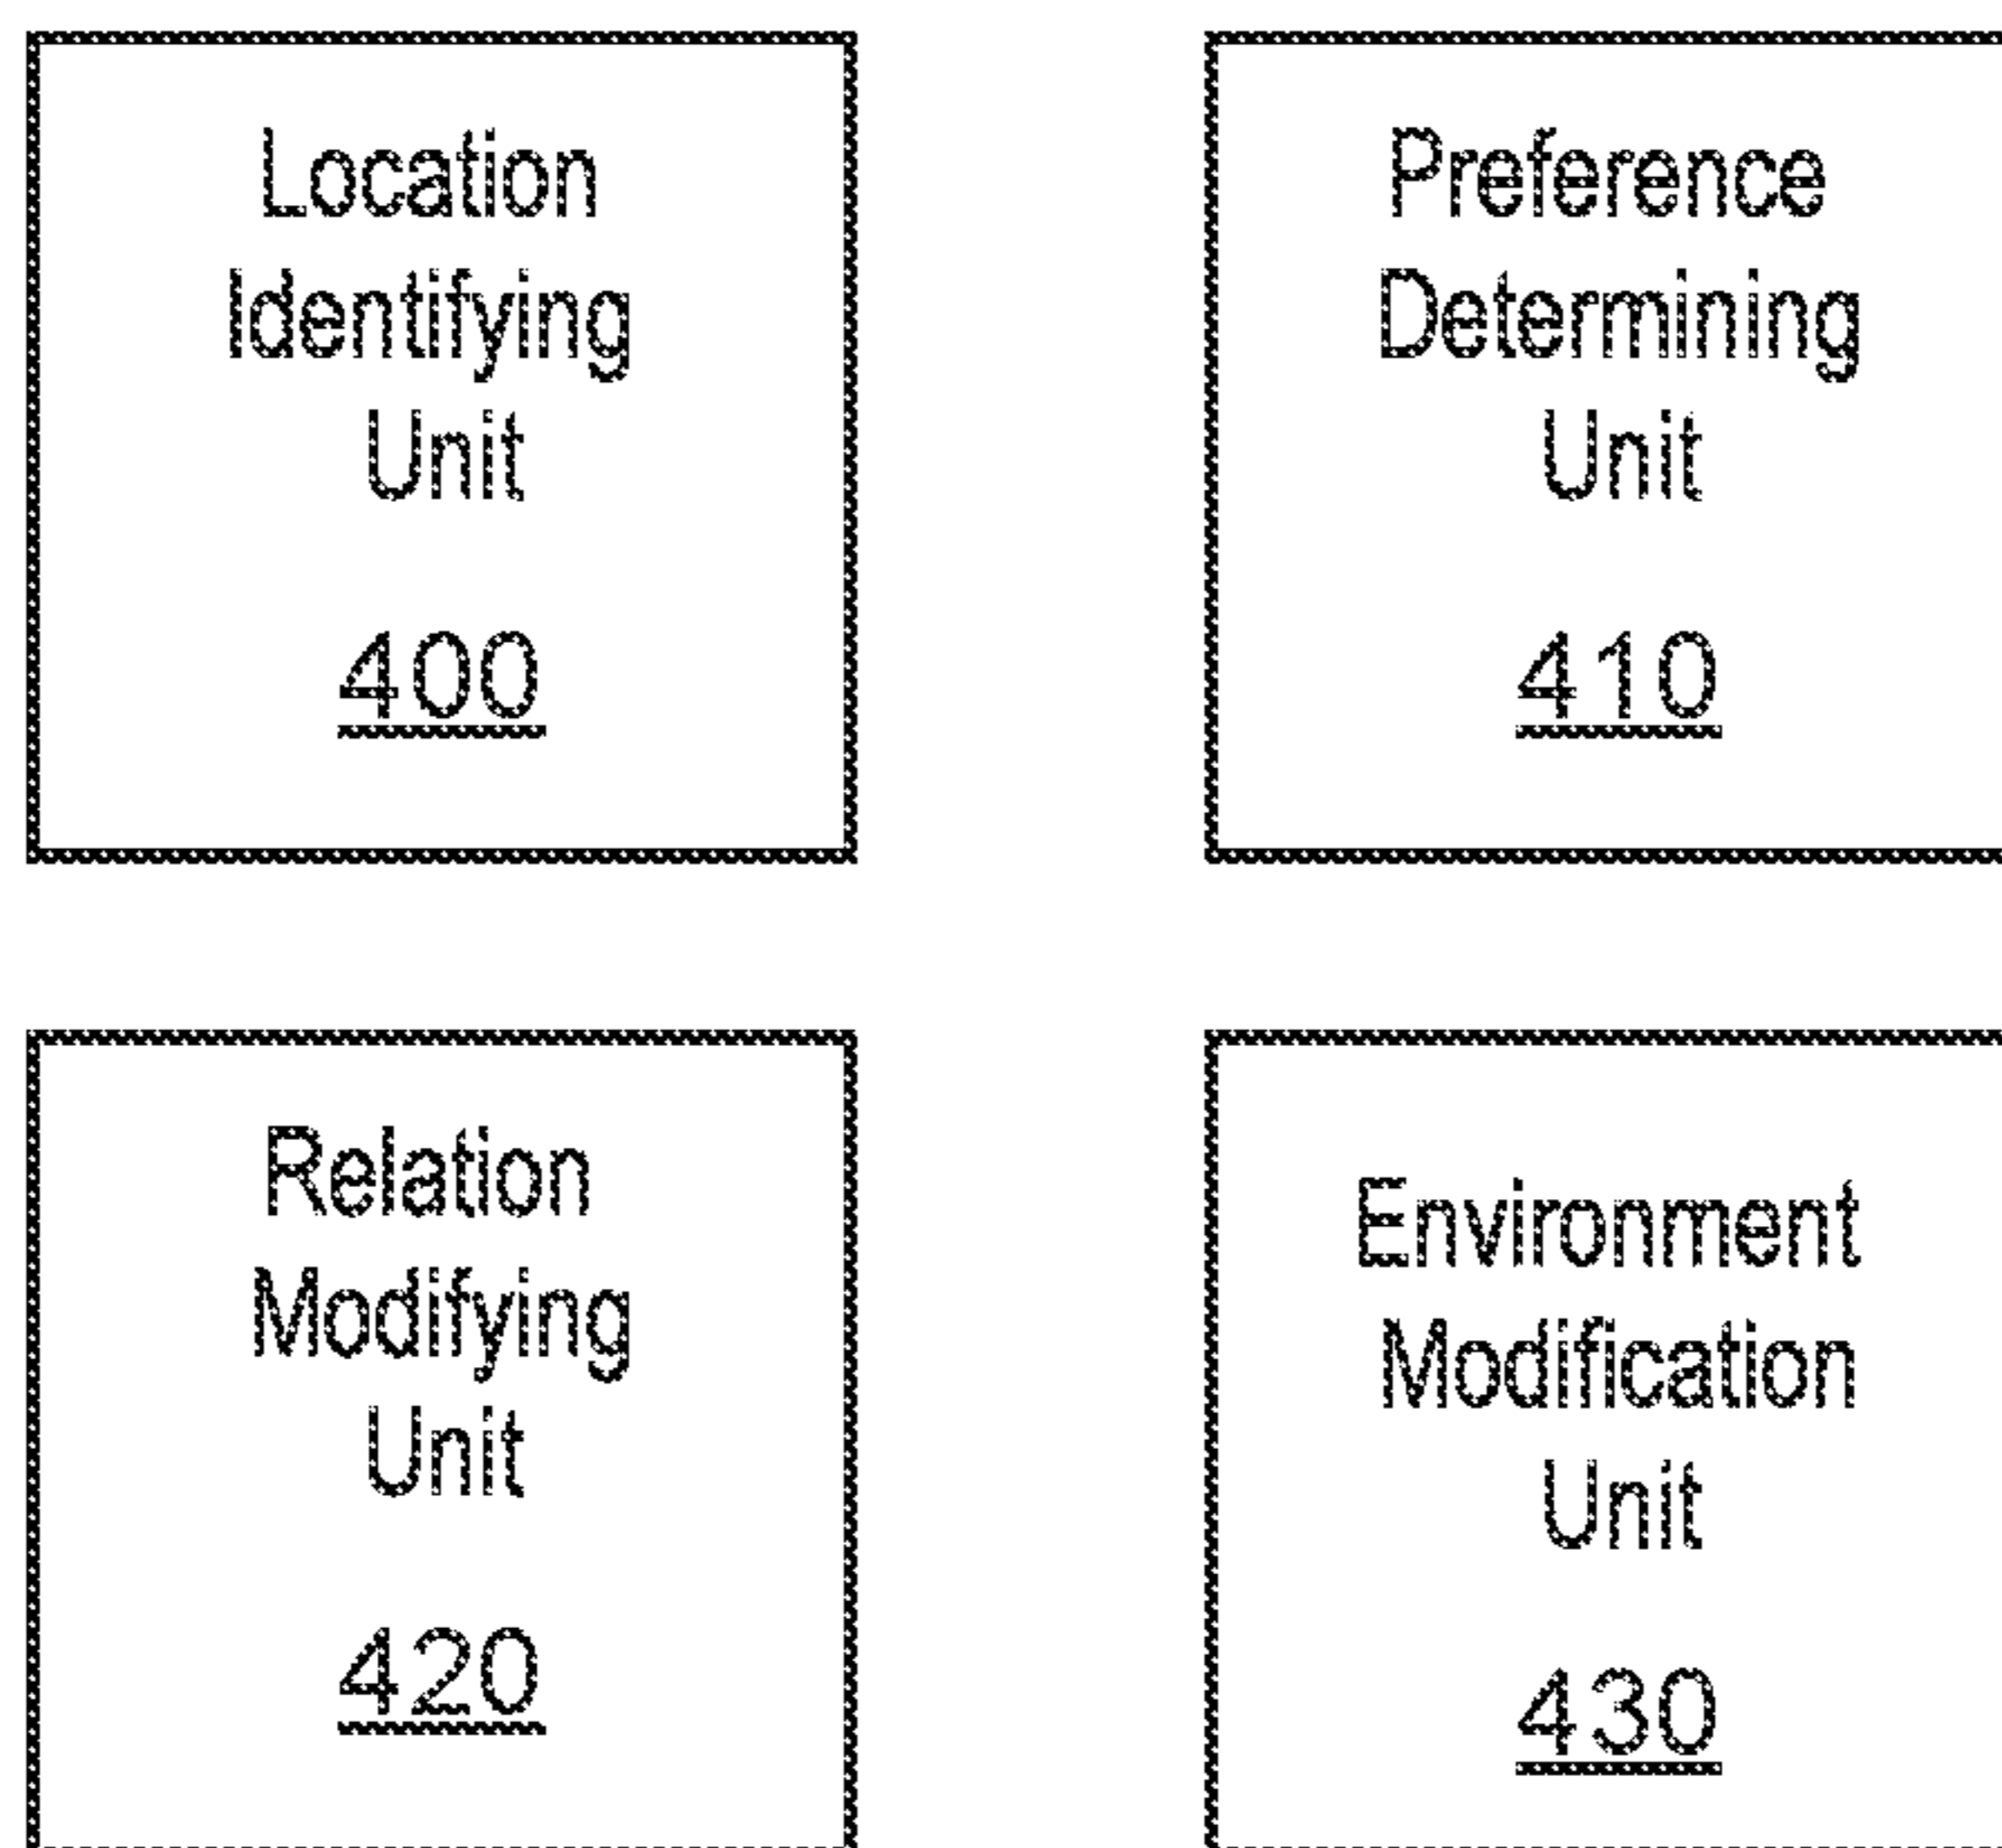 Location
Identifying
Unit
400
Preference
Determining
Unit
410
Relation
Modifying
Unit
420
Environment
Modification
Unit
430